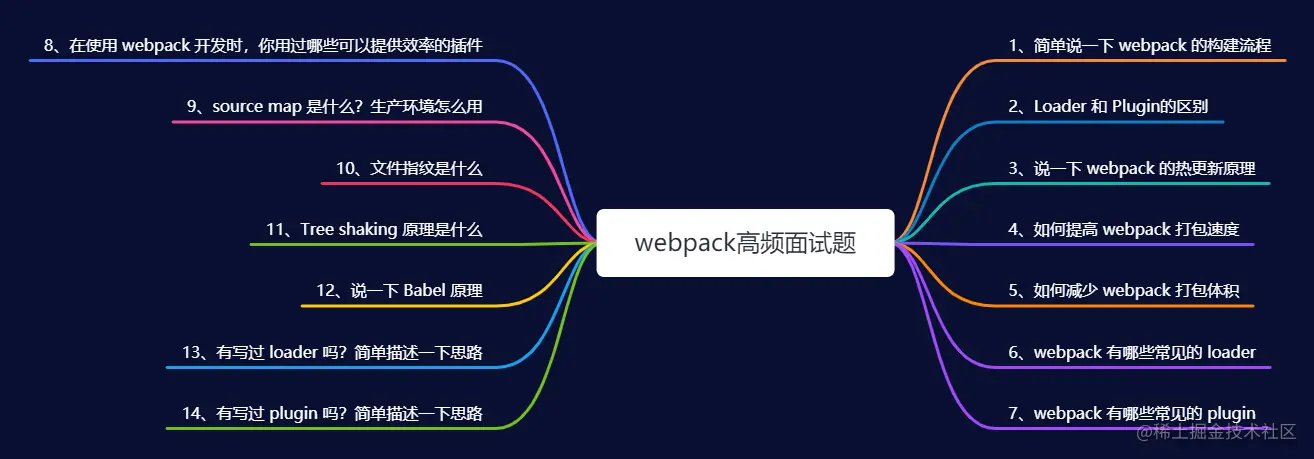 webpack高频面试题
1、简单说一下 webpack 的构建流程
2、Loader 和 Plugin的区别
3、说一下 webpack 的热更新原理
4、如何提高 webpack 打包速度
5、如何减少 webpack 打包体积
6、webpack 有哪些常见的 loader
7、webpack 有哪些常见的 plugin
8、在使用 webpack 开发时，你用过哪些可以提供效率的插件
9、source map 是什么？生产环境怎么用
10、文件指纹是什么
11、Tree shaking 原理是什么
12、说一下 Babel 原理
13、有写过 loader 吗？简单描述一下思路
14、有写过 plugin 吗？简单描述一下思路
@稀土掘金技术社区